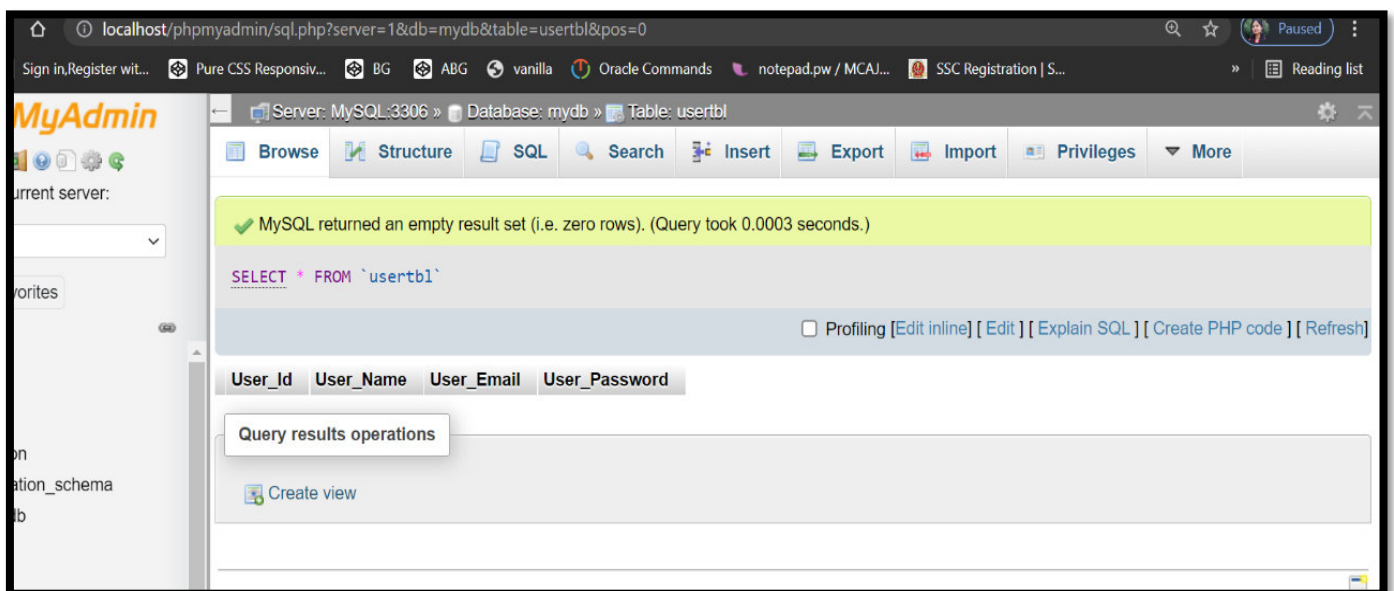 localhost/phpmyadmin/sql.php?server=1&db=mydb&table=usertbl&pos=0 Paused
Sign in,Register wit... Pure CSS Responsiv... BG ABG vanilla Oracle Commands notepad.pw / MCAJ... SSC Registration | S... » Reading list
MyAdmin
urrent server:
vorites
on
ation_schema
db
← Server: MySQL:3306 » Database: mydb » Table: usertbl
Browse Structure SQL Search Insert Export Import Privileges More
MySQL returned an empty result set (i.e. zero rows). (Query took 0.0003 seconds.)
SELECT * FROM `usertbl`
Profiling [Edit inline] [ Edit ] [ Explain SQL ] [ Create PHP code ] [ Refresh]
User_Id User_Name User_Email User_Password
Query results operations
Create view